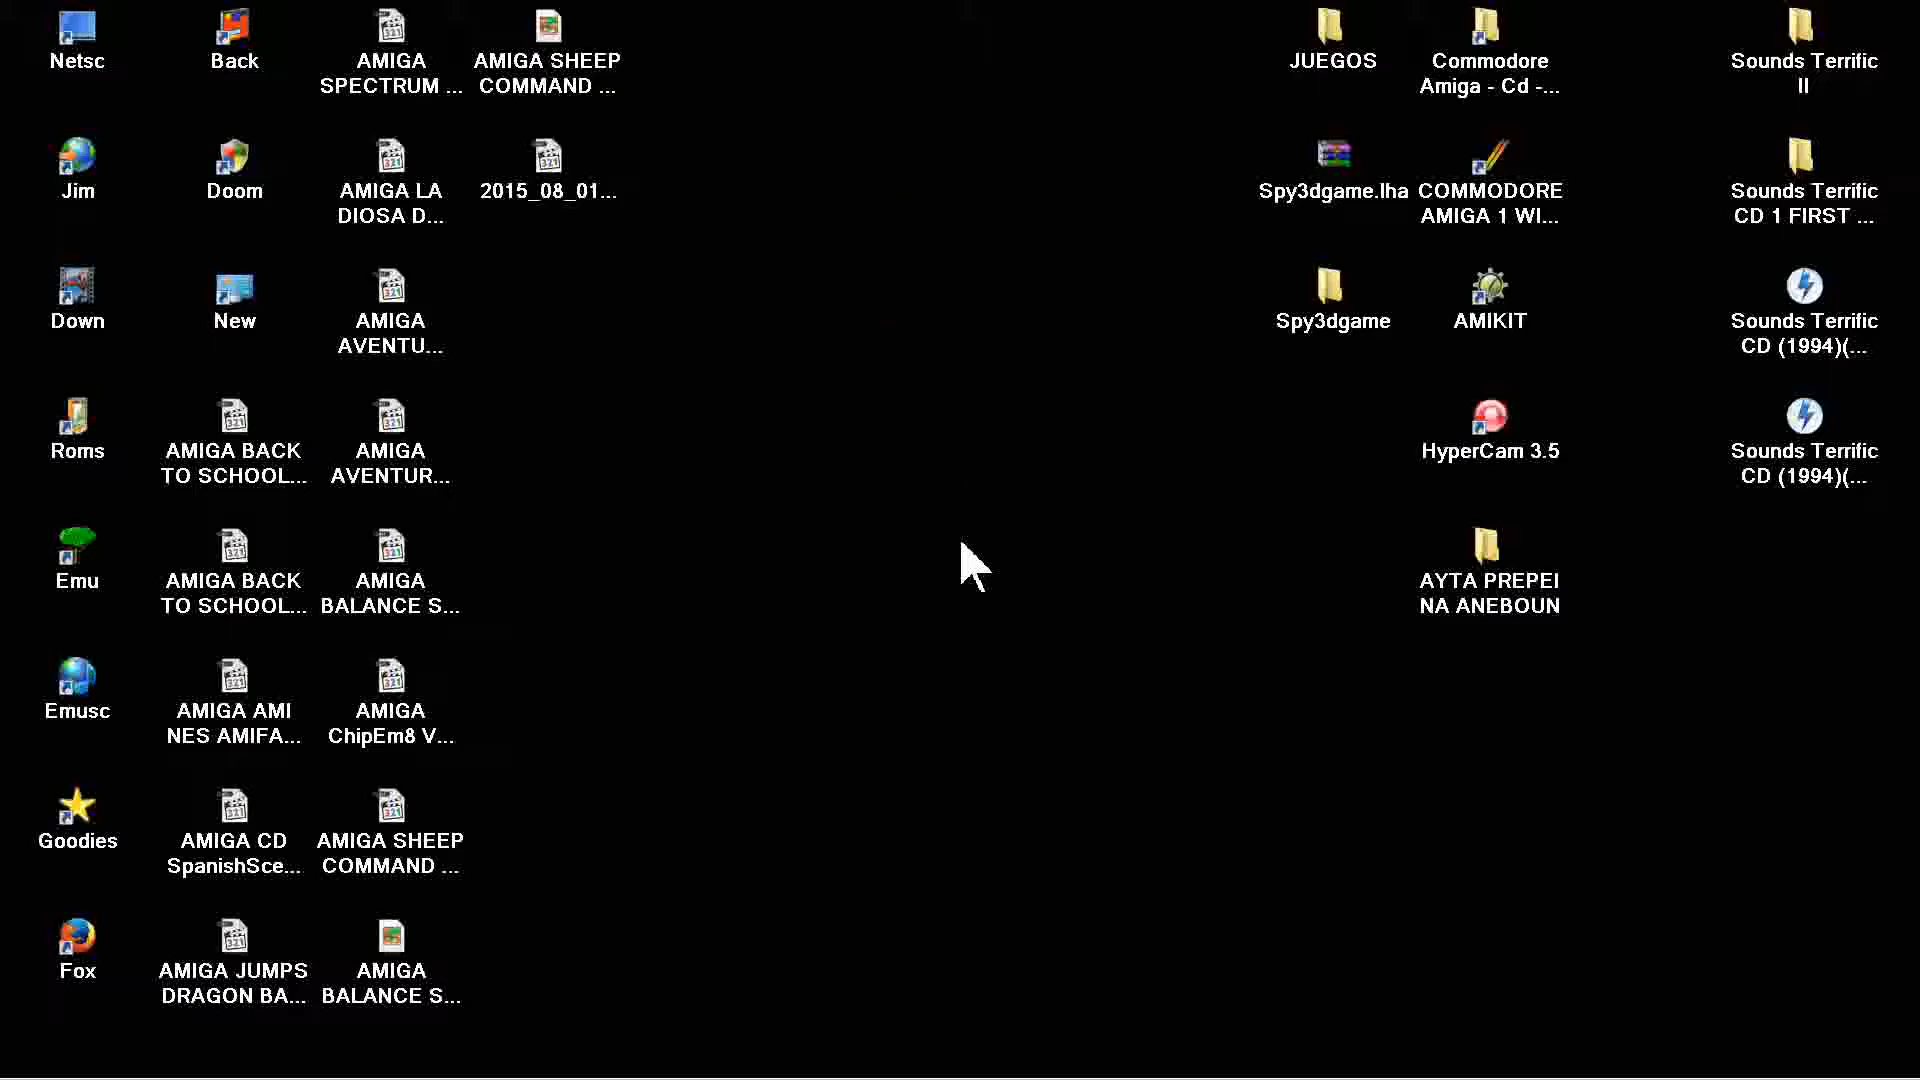 Netsc
Back
AMIGA
SPECTRUM ...
AMIGA SHEEP
COMMAND ...
JUEGOS
Commodore
Amiga - Cd -...
Sounds Terrific
II
Jim
Doom
AMIGA LA
DIOSA D...
2015_08_01...
Spy3dgame.lha
COMMODORE
AMIGA 1 WI...
Sounds Terrific
CD 1 FIRST ...
Down
New
AMIGA
AVENTU...
Spy3dgame
AMIKIT
Sounds Terrific
CD (1994)(...
Roms
AMIGA BACK
TO SCHOOL...
AMIGA
AVENTUR...
HyperCam 3.5
Sounds Terrific
CD (1994)(...
Emu
AMIGA BACK
TO SCHOOL...
AMIGA
BALANCE S...
AYTA PREPEI
NA ANEBOUN
Emusc
AMIGA AMI
NES AMIFA...
AMIGA
ChipEm8 V...
Goodies
AMIGA CD
SpanishSce...
AMIGA SHEEP
COMMAND ...
Fox
AMIGA JUMPS
DRAGON BA...
AMIGA
BALANCE S...